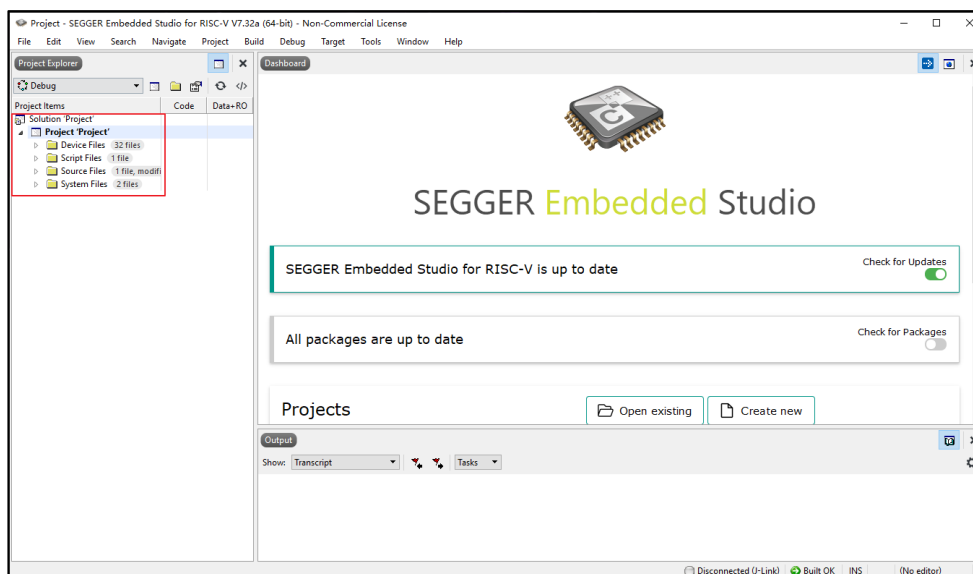 Project - SEGGER Embedded Studio for RISC-V V7.32a (64-bit) - Non-Commercial License
File Edit View Search Navigate Project Build Debug Target Tools Window Help
Project Explorer
Dashboard
Debug
Project Items Code Data+RO
Solution 'Project'
Project 'Project'
Device Files 32 files
Script Files 1 file
Source Files 1 file, modifi
System Files 2 files
C
SEGGER Embedded Studio
SEGGER Embedded Studio for RISC-V is up to date
Check for Updates
All packages are up to date
Check for Packages
Projects
Open existing
Create new
Output
Show: Transcript Tasks
Disconnected (J-Link) Built OK INS (No editor)